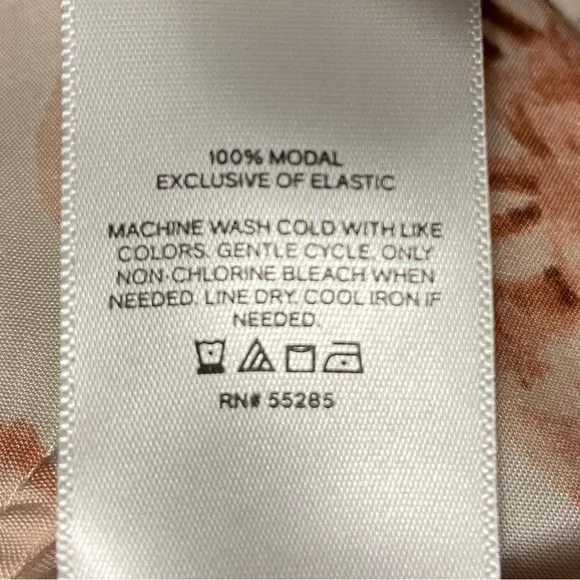 100% MODAL
EXCLUSIVE OF ELASTIC
MACHINE WASH COLD WITH LIKE
COLORS. GENTLE CYCLE. ONLY
NON-CHLORINE BLEACH WHEN
NEEDED. LINE DRY. COOL IRON IF
NEEDED.
RN# 55285